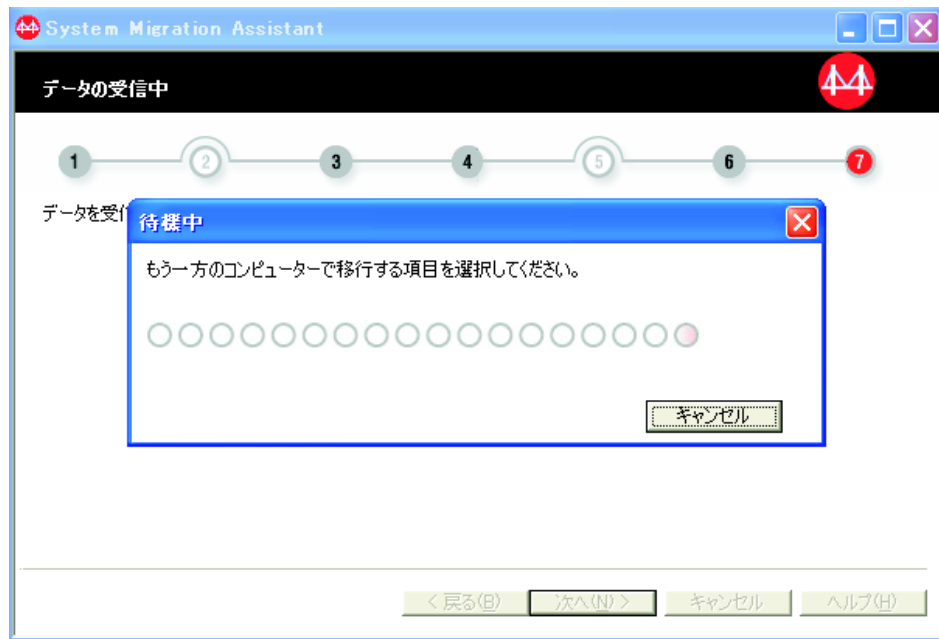 System Migration Assistant
データの受信中
1 2 3 4 5 6 7
データを受
待機中
もう一方のコンピューターで移行する項目を選択してください。
キャンセル
< 戻る(B) 次へ(N) > キャンセル ヘルプ(H)